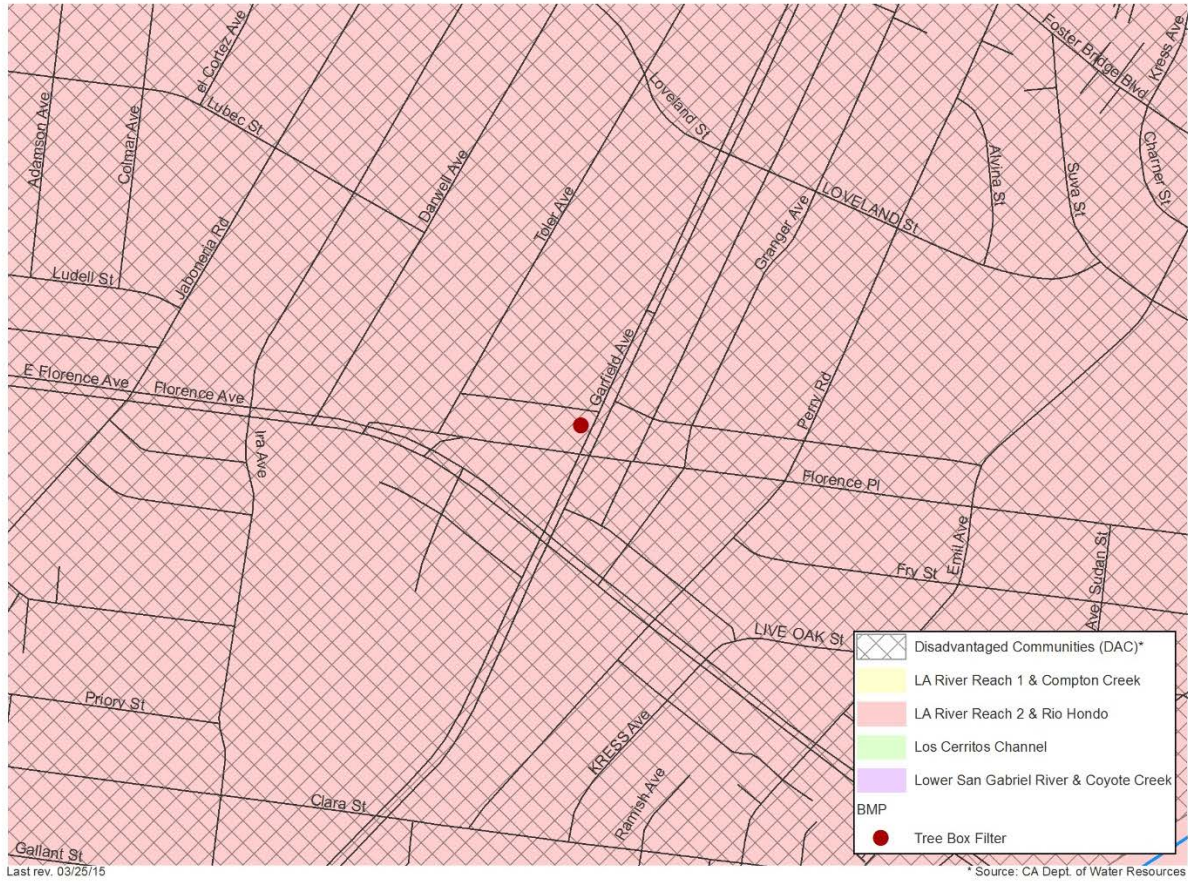 Foster Bridge Blvd
Kress Ave
el Cortez Ave
Lubec St
Loveland St
Adamson Ave
Colmar Ave
Darwell Ave
Toler Ave
Alvina St
Suva St
Charner St
LOVELAND St
Granger Ave
Jaboneria Rd
Ludell St
Garfield Ave
E Florence Ave
Florence Ave
Perry Rd
Ira Ave
Florence Pl
Emil Ave
Fry St
Sudan St
Ave
LIVE OAK St
Priory St
KRESS Ave
Ramish Ave
Clara St
Gallant St
Disadvantaged Communities (DAC)*
LA River Reach 1 & Compton Creek
LA River Reach 2 & Rio Hondo
Los Cerritos Channel
Lower San Gabriel River & Coyote Creek
BMP
Tree Box Filter
Last rev. 03/25/15
* Source: CA Dept. of Water Resources